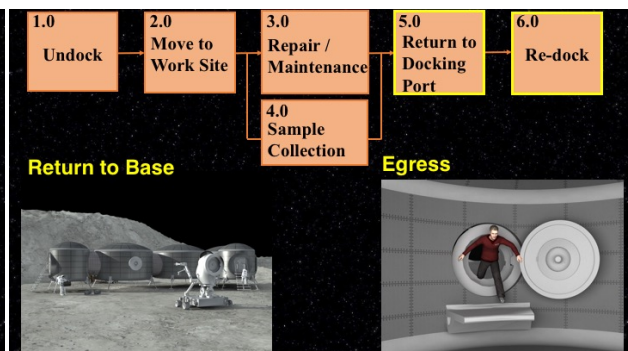 1.0
Undock
2.0
Move to
Work Site
3.0
Repair /
Maintenance
4.0
Sample
Collection
5.0
Return to
Docking
Port
6.0
Re-dock
Return to Base
Egress